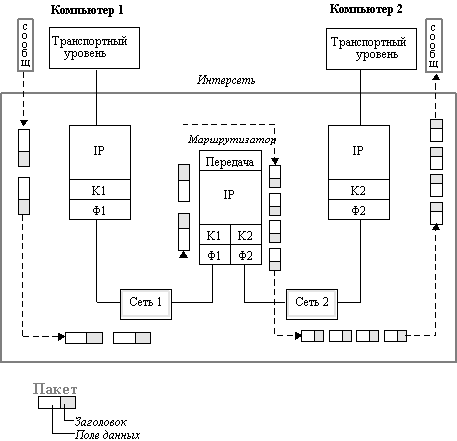 Компьютер 1
Компьютер 2
сообщ
Транспортный
уровень
Транспортный
уровень
сообщ
Интерсеть
Маршрутизатор
IP
К1
Ф1
Передача
IP
К1 К2
Ф1 Ф2
IP
К2
Ф2
Сеть 1
Сеть 2
Пакет
Заголовок
Поле данных